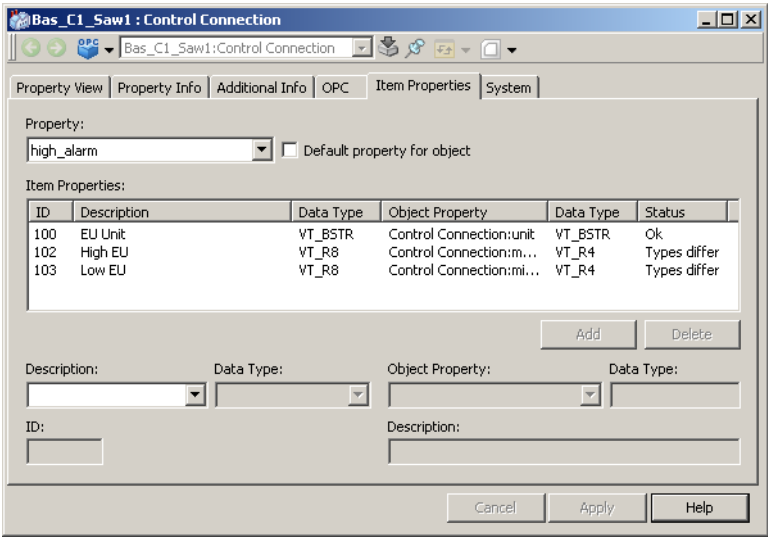 Bas_C1_Saw1 : Control Connection
OPC Bas_C1_Saw1:Control Connection
Property View Property Info Additional Info OPC Item Properties System
Property:
high_alarm Default property for object
Item Properties:
ID Description Data Type Object Property Data Type Status
100 EU Unit VT_BSTR Control Connection:unit VT_BSTR Ok
102 High EU VT_R8 Control Connection:m... VT_R4 Types differ
103 Low EU VT_R8 Control Connection:mi... VT_R4 Types differ
Add Delete
Description: Data Type: Object Property: Data Type:
ID: Description:
Cancel Apply Help